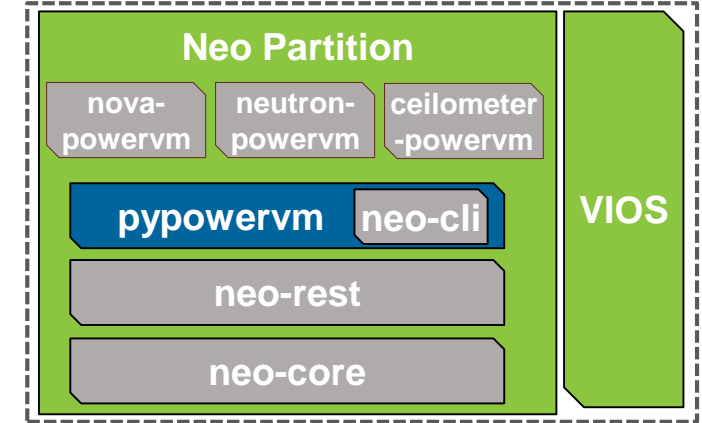 Neo Partition
nova-
powervm
neutron-
powervm
ceilometer
-powervm
pypowervm
neo-cli
VIOS
neo-rest
neo-core